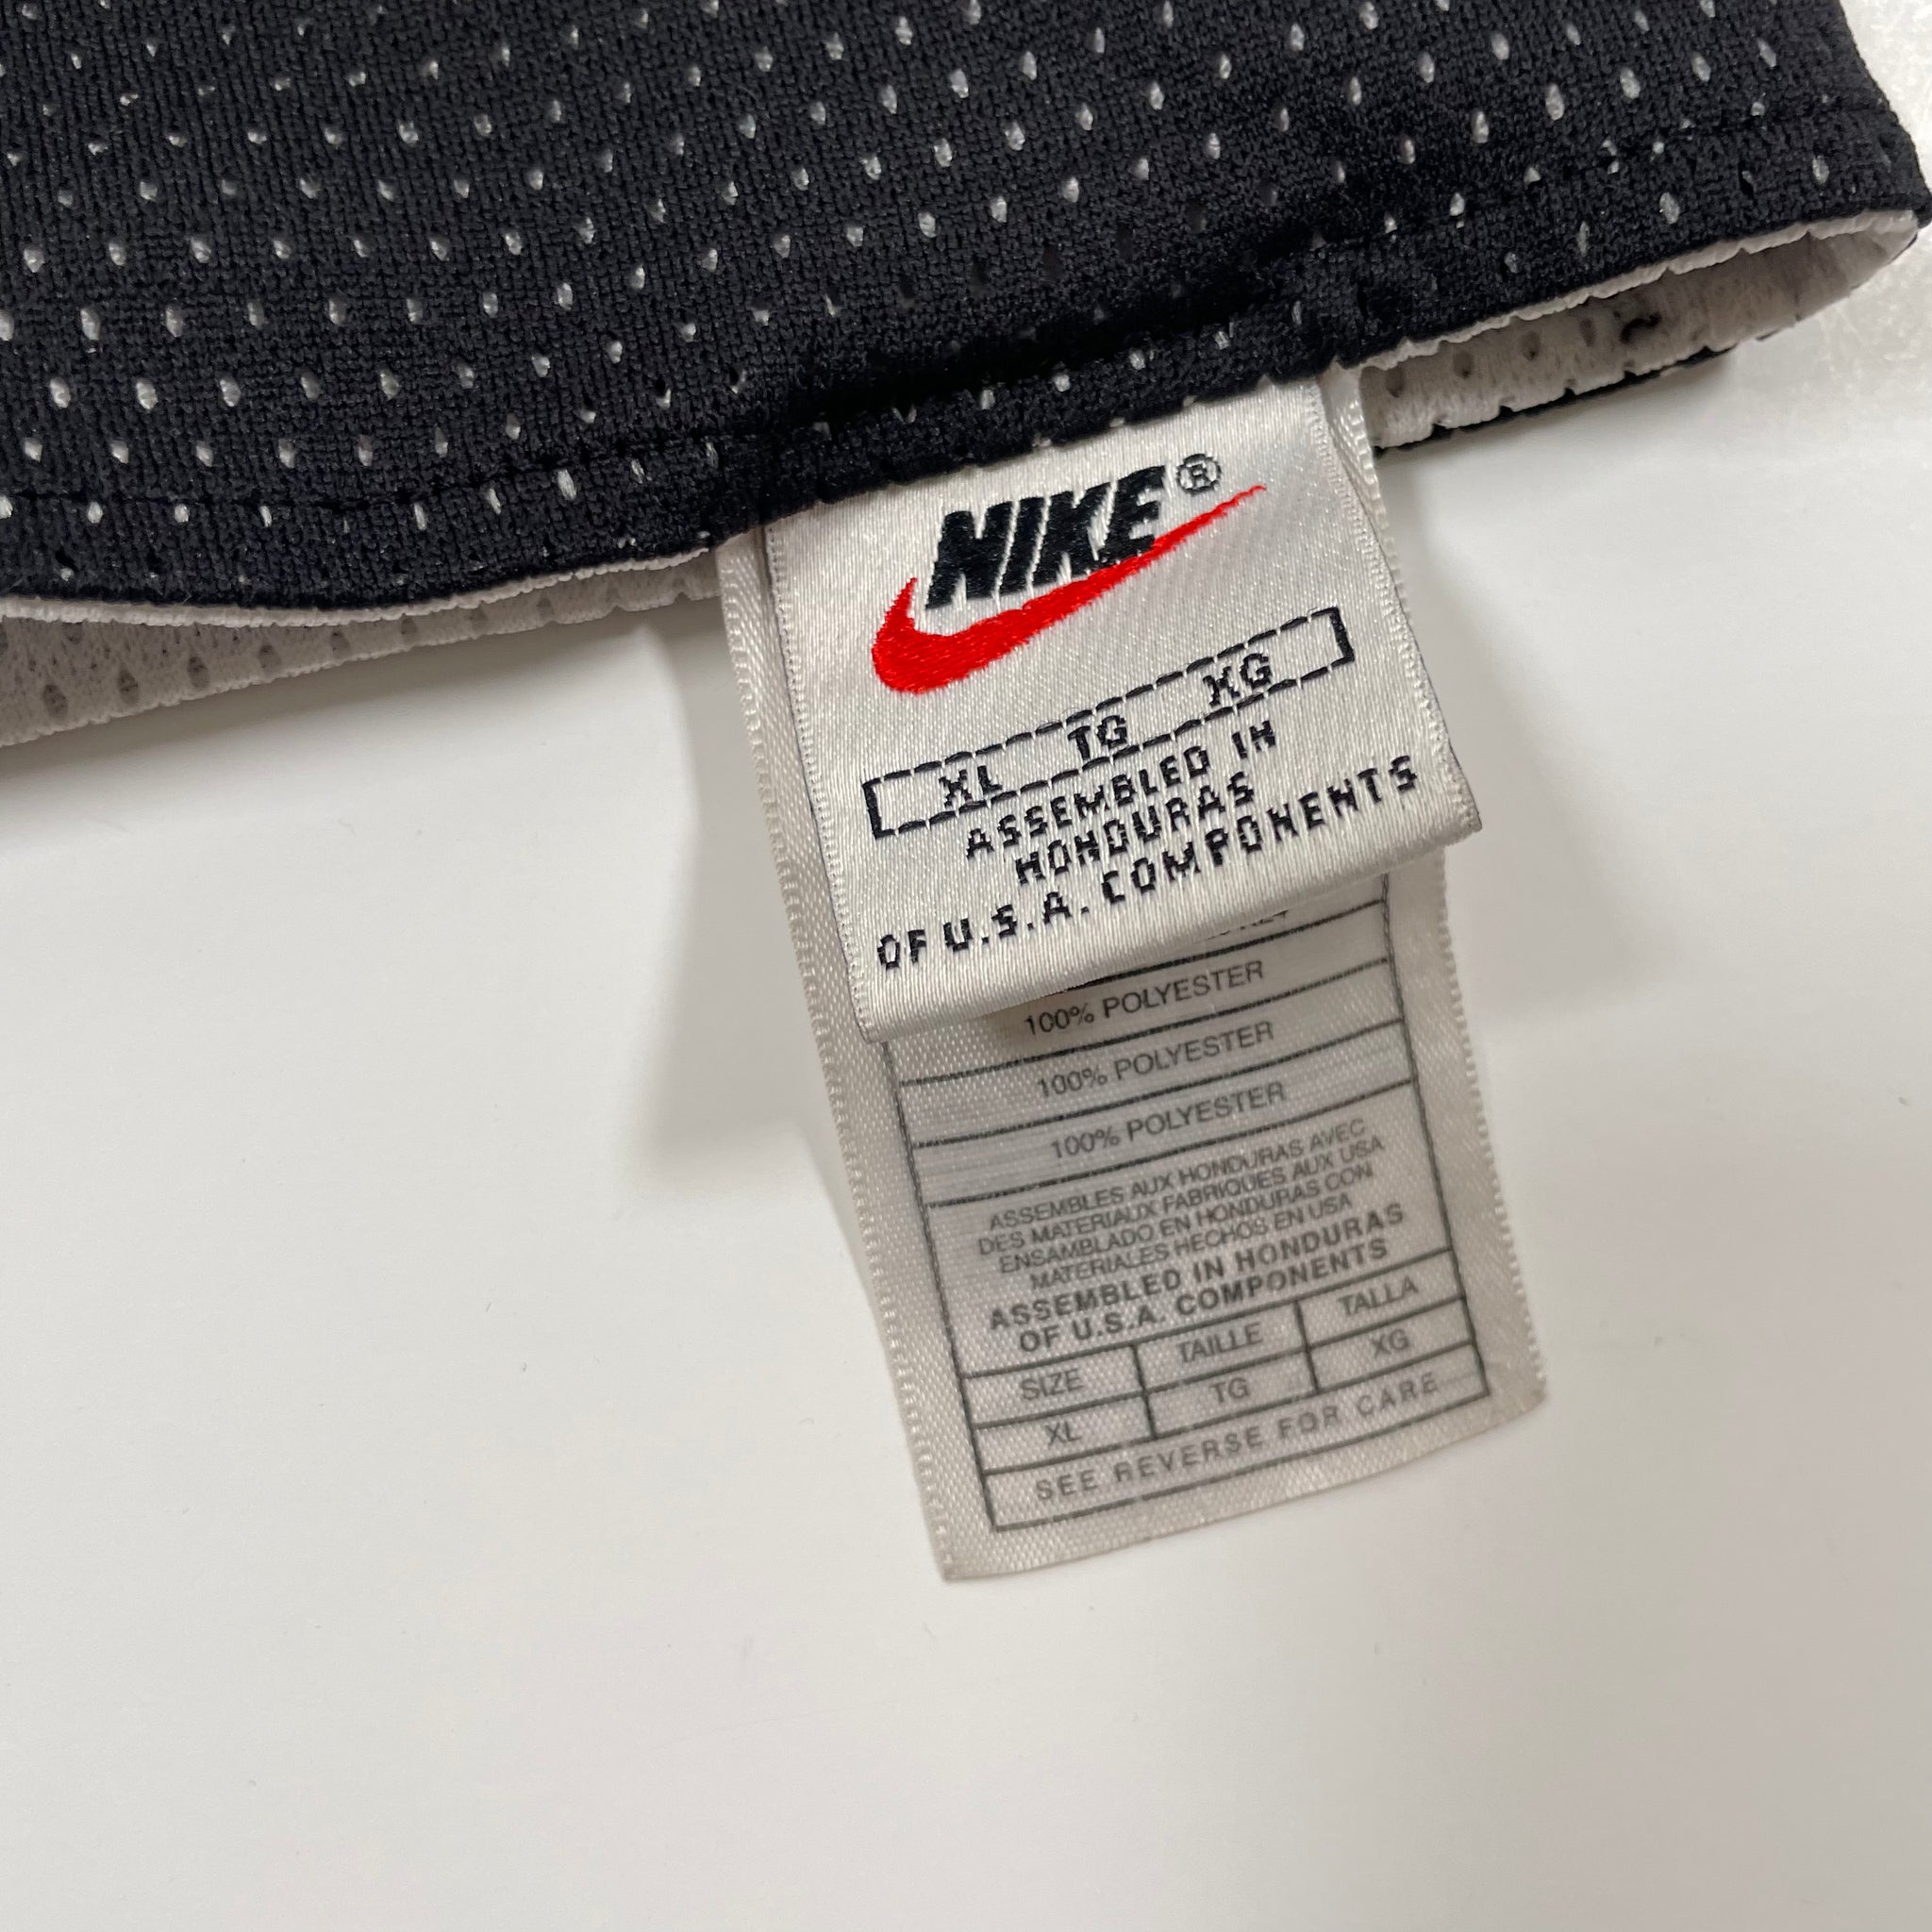 NIKE®
XL TG XG
ASSEMBLED IN
HONDURAS
OF U.S.A. COMPONENTS
100% POLYESTER
100% POLYESTER
100% POLYESTER
ASSEMBLES AUX HONDURAS AVEC
DES MATERIAUX FABRIQUES AUX USA
ENSAMBLADO EN HONDURAS CON
MATERIALES HECHOS EN USA
ASSEMBLED IN HONDURAS
OF U.S.A. COMPONENTS
SIZE TAILLE TALLA
XL TG XG
SEE REVERSE FOR CARE